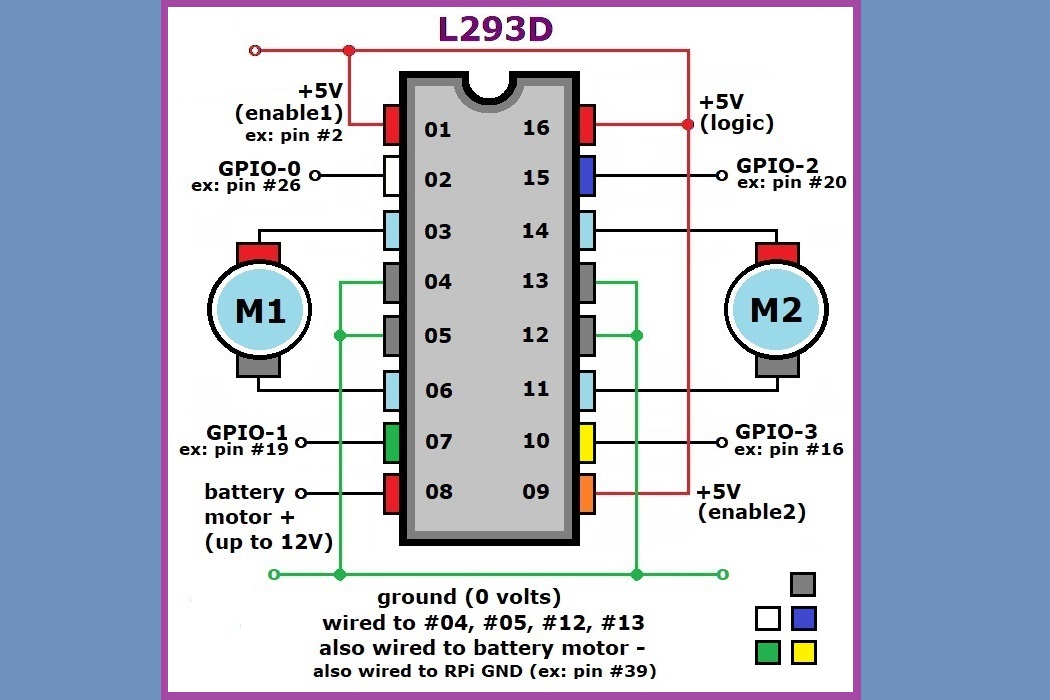 L293D
+5V
(enable1)
ex: pin #2
+5V
(logic)
01
16
GPIO-0
ex: pin #26
02
15
GPIO-2
ex: pin #20
03
14
04
13
M1
M2
05
12
06
11
GPIO-1
ex: pin #19
07
10
GPIO-3
ex: pin #16
battery
motor +
(up to 12V)
08
09
+5V
(enable2)
ground (0 volts)
wired to #04, #05, #12, #13
also wired to battery motor -
also wired to RPi GND (ex: pin #39)